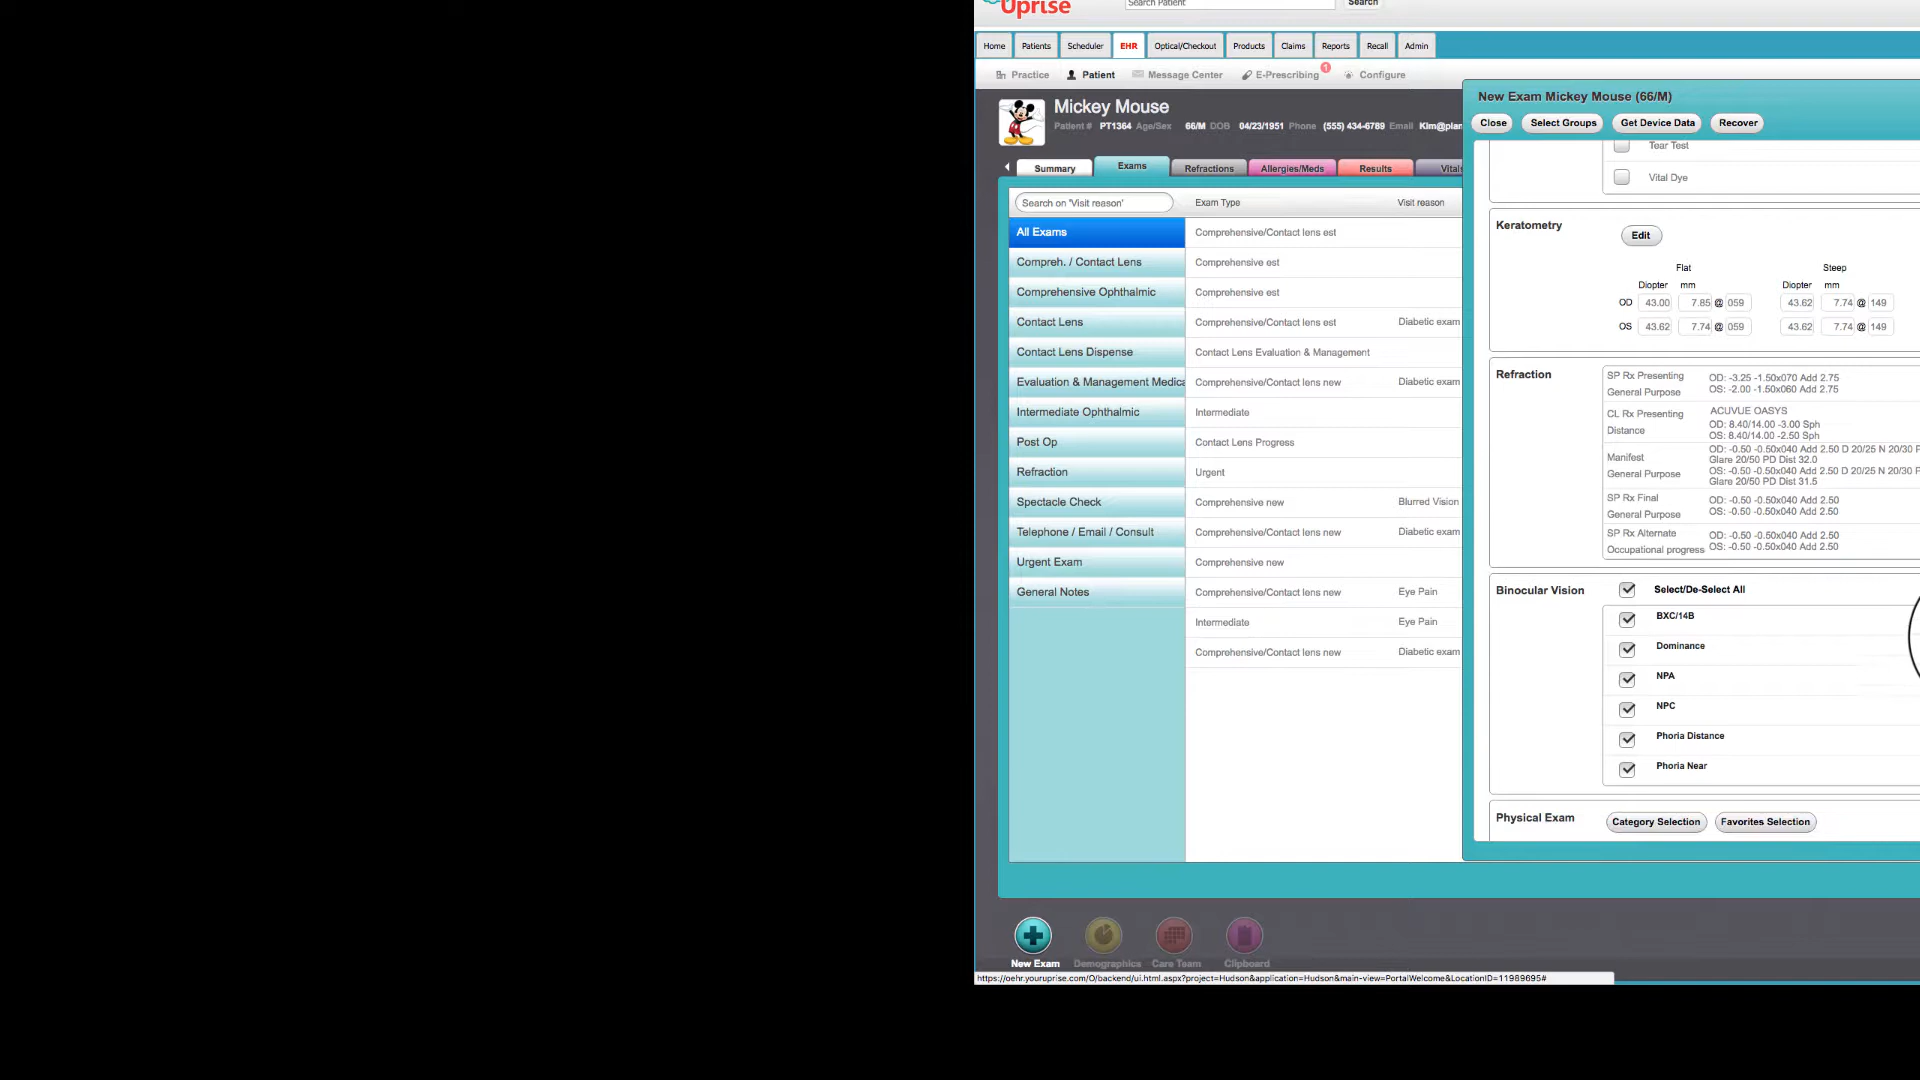 Uprise
Search Patient
Search
Home Patients Scheduler EHR Optical/Checkout Products Claims Reports Recall Admin
Practice Patient Message Center E-Prescribing 1 Configure
Mickey Mouse
Patient # PT1364 Age/Sex 66/M DOB 04/23/1951 Phone (555) 434-6789 Email
Summary Exams Refractions Allergies/Meds Results Vitals
Search on 'Visit reason' Exam Type Visit reason
All Exams
Compreh. / Contact Lens
Comprehensive Ophthalmic
Contact Lens
Contact Lens Dispense
Evaluation & Management Medica
Intermediate Ophthalmic
Post Op
Refraction
Spectacle Check
Telephone / Email / Consult
Urgent Exam
General Notes
Comprehensive/Contact lens est
Comprehensive est
Comprehensive est
Comprehensive/Contact lens est Diabetic exam
Contact Lens Evaluation & Management
Comprehensive/Contact lens new Diabetic exam
Intermediate
Contact Lens Progress
Urgent
Comprehensive new Blurred Vision
Comprehensive/Contact lens new Diabetic exam
Comprehensive new
Comprehensive/Contact lens new Eye Pain
Intermediate Eye Pain
Comprehensive/Contact lens new Diabetic exam
New Exam Mickey Mouse (66/M)
Close Select Groups Get Device Data Recover
Tear Test
Vital Dye
Keratometry
Edit
Flat Steep
Diopter mm Diopter mm
OD 43.00 7.85 @ 059 43.62 7.74 @ 149
OS 43.62 7.74 @ 059 43.62 7.74 @ 149
Refraction
SP Rx Presenting
General Purpose
OD: -3.25 -1.50x070 Add 2.75
OS: -2.00 -1.50x060 Add 2.75
CL Rx Presenting
Distance
ACUVUE OASYS
OD: 8.40/14.00 -3.00 Sph
OS: 8.40/14.00 -2.50 Sph
Manifest
General Purpose
OD: -0.50 -0.50x040 Add 2.50 D 20/25 N 20/30 P
Glare 20/50 PD Dist 32.0
OS: -0.50 -0.50x040 Add 2.50 D 20/25 N 20/30 P
Glare 20/50 PD Dist 31.5
SP Rx Final
General Purpose
OD: -0.50 -0.50x040 Add 2.50
OS: -0.50 -0.50x040 Add 2.50
SP Rx Alternate
Occupational progress
OD: -0.50 -0.50x040 Add 2.50
OS: -0.50 -0.50x040 Add 2.50
Binocular Vision
Select/De-Select All
BXC/14B
Dominance
NPA
NPC
Phoria Distance
Phoria Near
Physical Exam
Category Selection Favorites Selection
New Exam Demographics Care Team Clipboard
https://oehr.youruprise.com/O/backend/ui.html.aspx?project=Hudson&application=Hudson&main-view=PortalWelcome&LocationID=11989695#